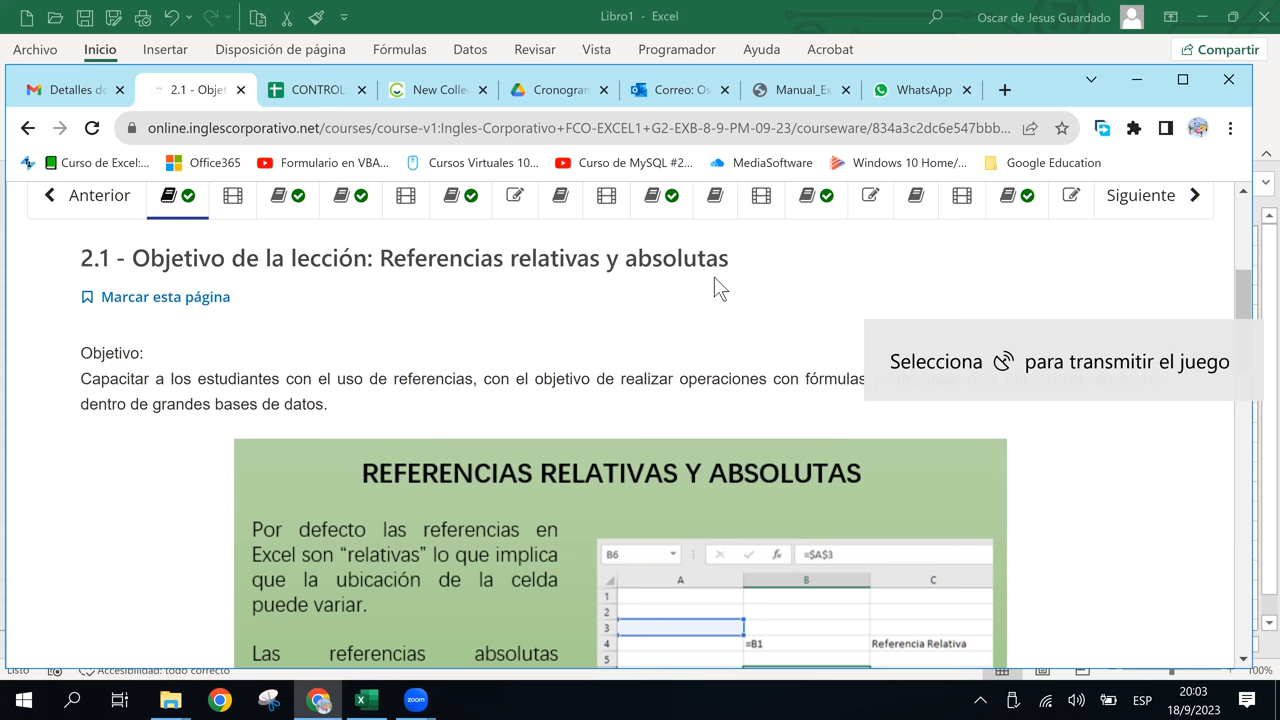 Libro1 - Excel
Oscar de Jesus Guardado
Archivo Inicio Insertar Disposición de página Fórmulas Datos Revisar Vista Programador Ayuda Acrobat Compartir
Detalles de 2.1 - Objet CONTROL New Colle Cronogran Correo: Os Manual_Ex WhatsApp
online.inglescorporativo.net/courses/course-v1:Ingles-Corporativo+FCO-EXCEL1+G2-EXB-8-9-PM-09-23/courseware/834a3c2dc6e547bbb...
Curso de Excel:... Office365 Formulario en VBA... Cursos Virtuales 10... Curso de MySQL #2... MediaSoftware Windows 10 Home/... Google Education
Anterior Siguiente
2.1 - Objetivo de la lección: Referencias relativas y absolutas
Marcar esta página
Selecciona para transmitir el juego
Objetivo:
Capacitar a los estudiantes con el uso de referencias, con el objetivo de realizar operaciones con fórmulas
dentro de grandes bases de datos.
REFERENCIAS RELATIVAS Y ABSOLUTAS
Por defecto las referencias en
Excel son “relativas” lo que implica
que la ubicación de la celda
puede variar.
Las referencias absolutas
B6 fx =$A$3
A B C
1
2
3
4 =B1 Referencia Relativa
5
Listo Accesibilidad: todo correcto 100%
zoom
ESP
20:03
18/9/2023